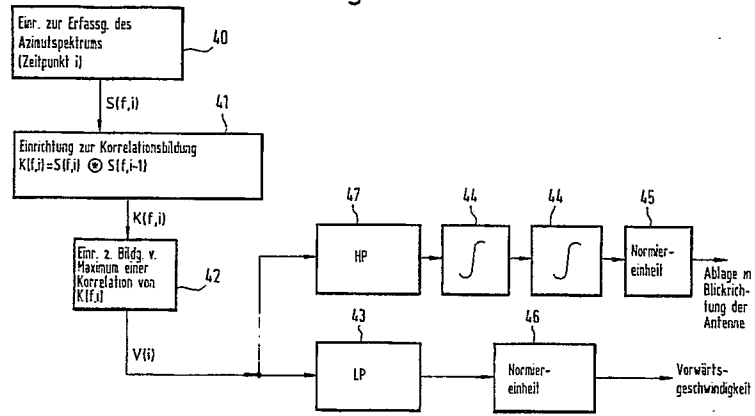 Einr. zur Erfassg. des
Azimutspektrums
(Zeitpunkt i)
40
S(f,i)
41
Einrichtung zur Korrelationsbildung
K(f,i)=S(f,i) ⊛ S(f,i-1)
K(f,i)
Einr. z. Bildg. v.
Maximum einer
Korrelation von
K(f,i)
42
V(i)
47
HP
44
∫
44
∫
45
Normier-
einheit
Ablage m
Blickrich-
tung der
Antenne
43
LP
46
Normier-
einheit
Vorwärts-
geschwindigkeit